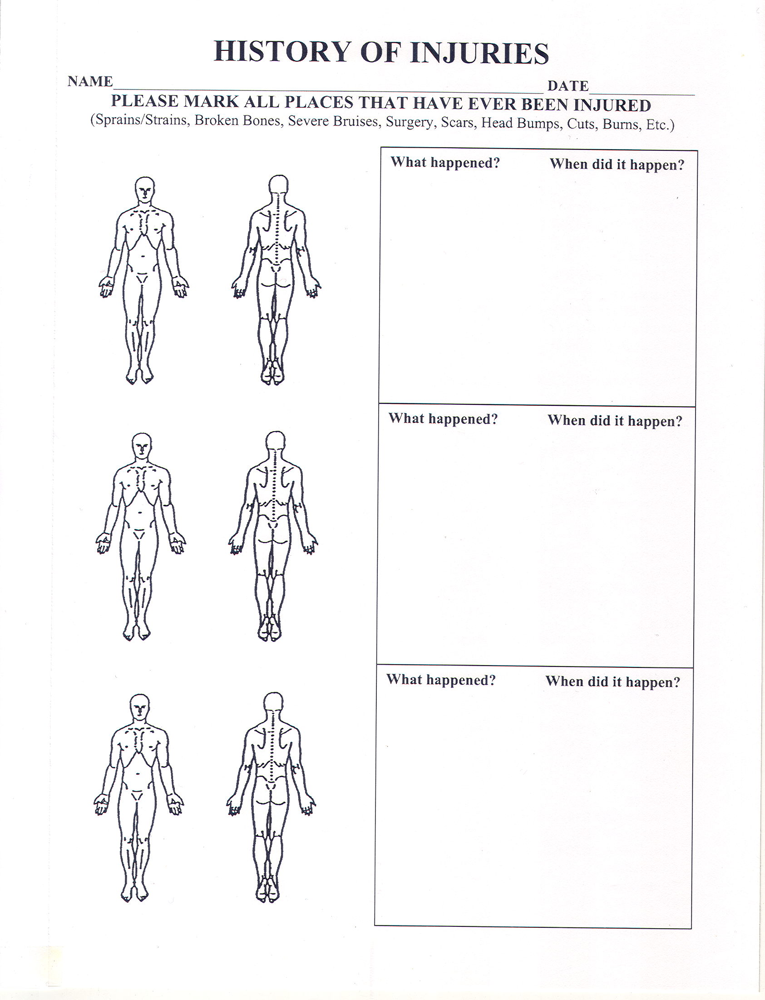 HISTORY OF INJURIES
NAME DATE
PLEASE MARK ALL PLACES THAT HAVE EVER BEEN INJURED
(Sprains/Strains, Broken Bones, Severe Bruises, Surgery, Scars, Head Bumps, Cuts, Burns, Etc.)
What happened? When did it happen?
What happened? When did it happen?
What happened? When did it happen?